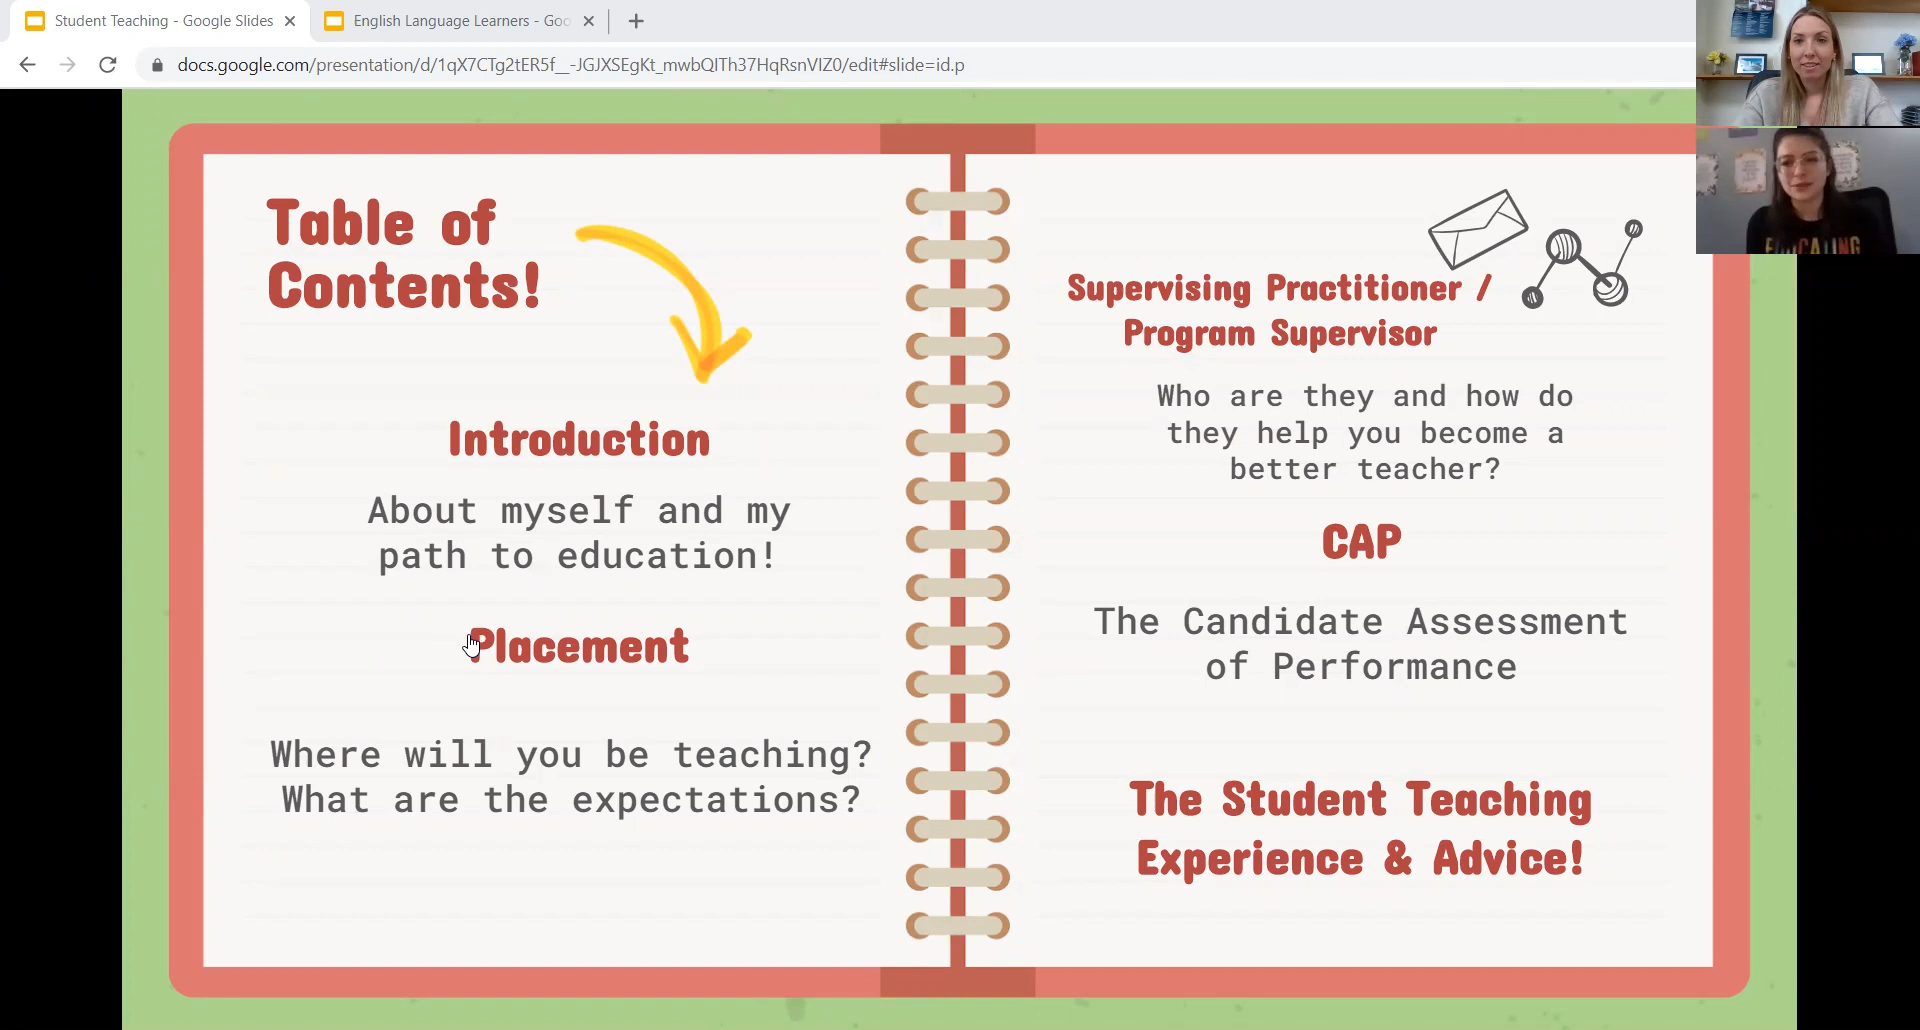 Student Teaching - Google Slides
English Language Learners - Goo
docs.google.com/presentation/d/1qX7CTg2tER5f__-JGJXSEgKt_mwbQITh37HqRsnVIZ0/edit#slide=id.p
Table of
Contents!
Introduction
About myself and my
path to education!
Placement
Where will you be teaching?
What are the expectations?
Supervising Practitioner /
Program Supervisor
Who are they and how do
they help you become a
better teacher?
CAP
The Candidate Assessment
of Performance
The Student Teaching
Experience & Advice!
EDUCATING